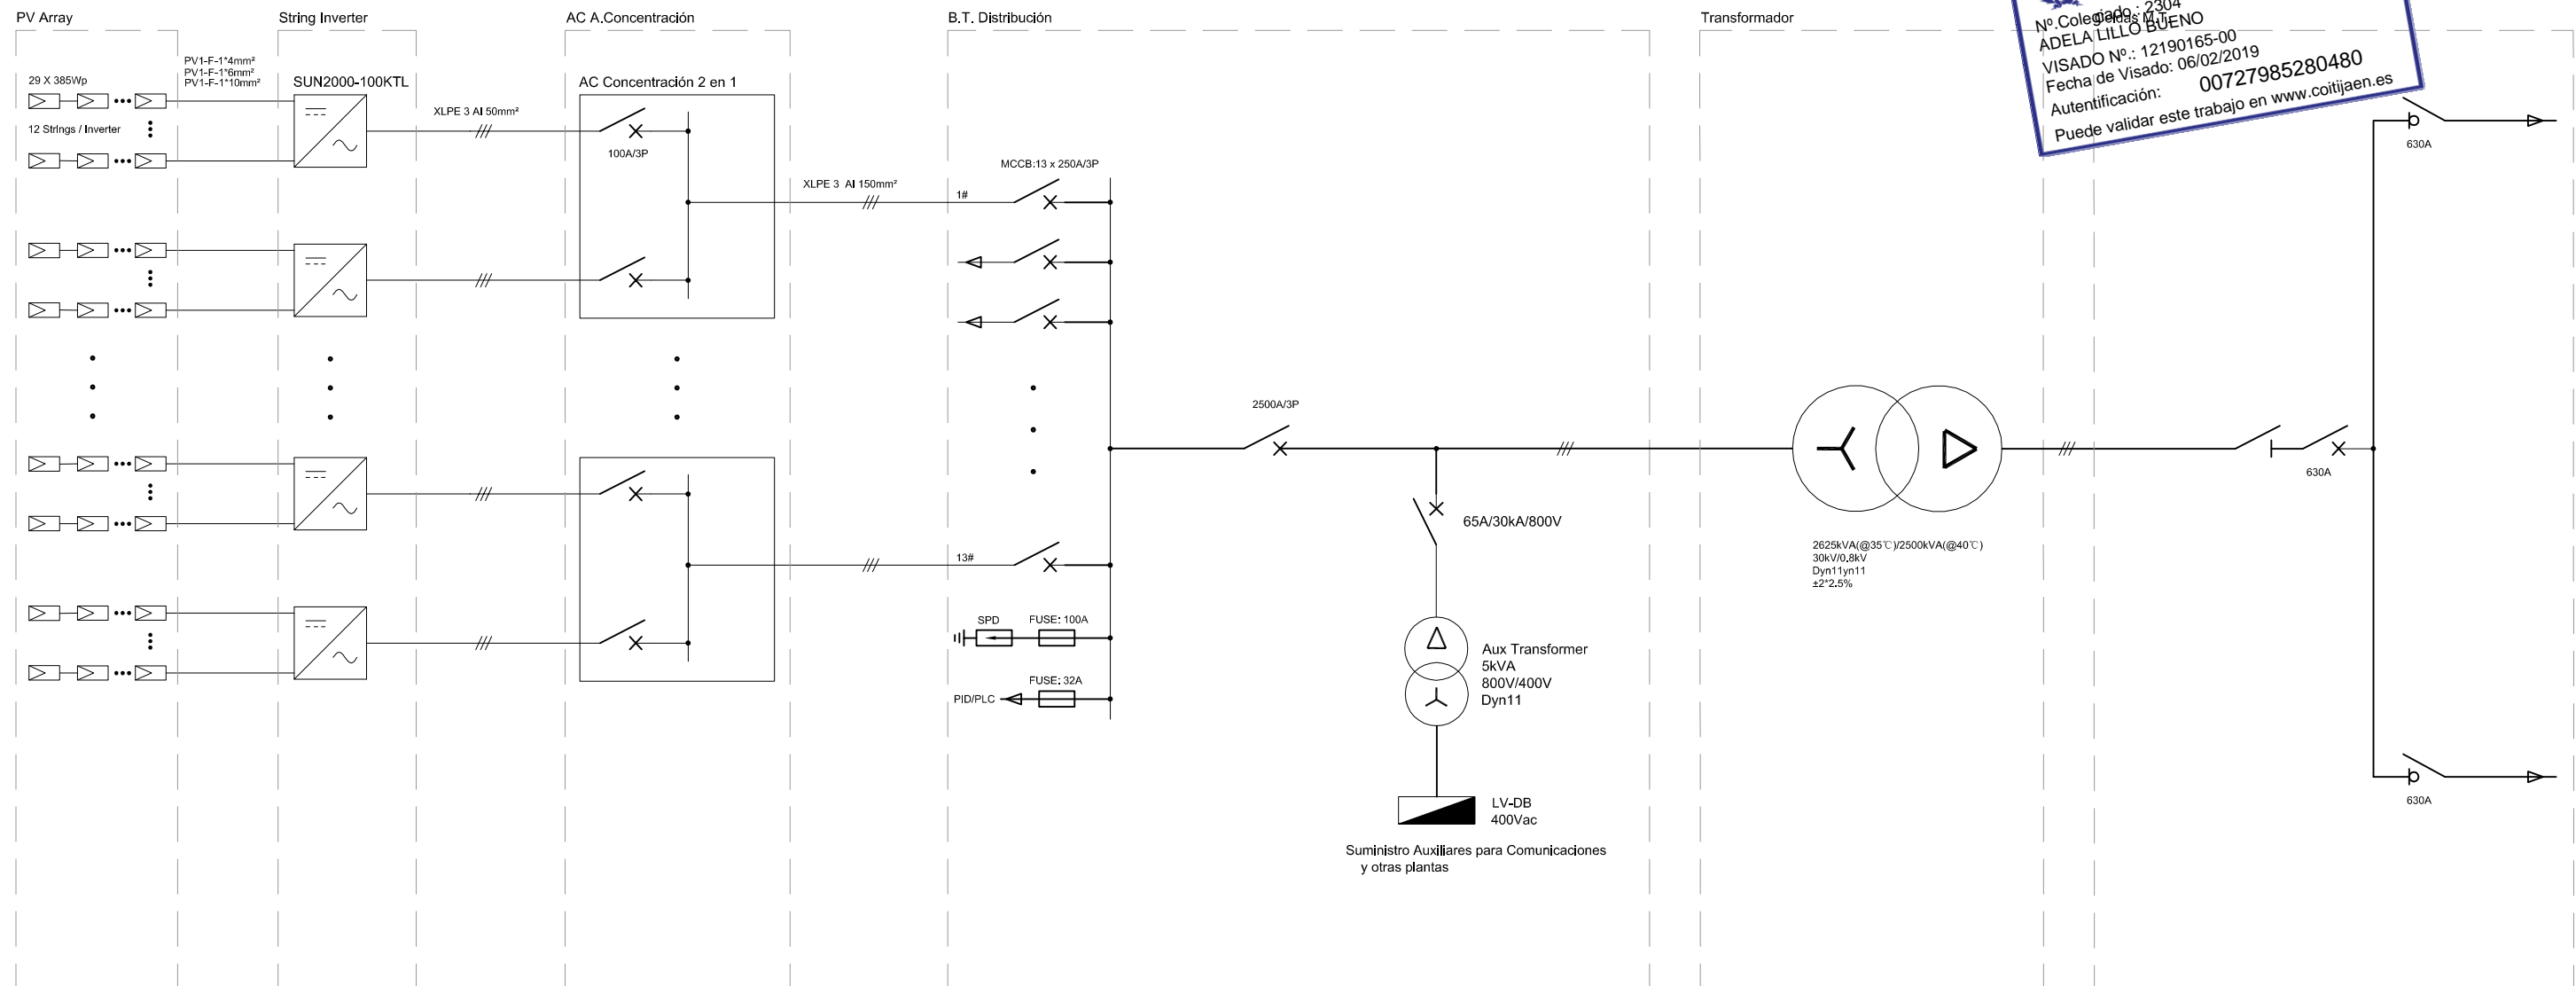 PV Array
String Inverter
AC A.Concentración
B.T. Distribución
Transformador
Celdas M.T.
Nº.Colegiado.: 2304
ADELA LILLO BUENO
VISADO Nº.: 12190165-00
Fecha de Visado: 06/02/2019
Autentificación: 00727985280480
Puede validar este trabajo en www.coitijaen.es
29 X 385Wp
PV1-F-1*4mm²
PV1-F-1*6mm²
PV1-F-1*10mm²
12 Strings / Inverter
SUN2000-100KTL
XLPE 3 Al 50mm²
AC Concentración 2 en 1
100A/3P
XLPE 3 Al 150mm²
MCCB:13 x 250A/3P
1#
630A
2500A/3P
630A
65A/30kA/800V
2625kVA(@35℃)/2500kVA(@40℃)
30kV/0.8kV
Dyn11yn11
±2*2.5%
13#
SPD
FUSE: 100A
FUSE: 32A
PID/PLC
Aux Transformer
5kVA
800V/400V
Dyn11
LV-DB
400Vac
630A
Suministro Auxiliares para Comunicaciones
y otras plantas